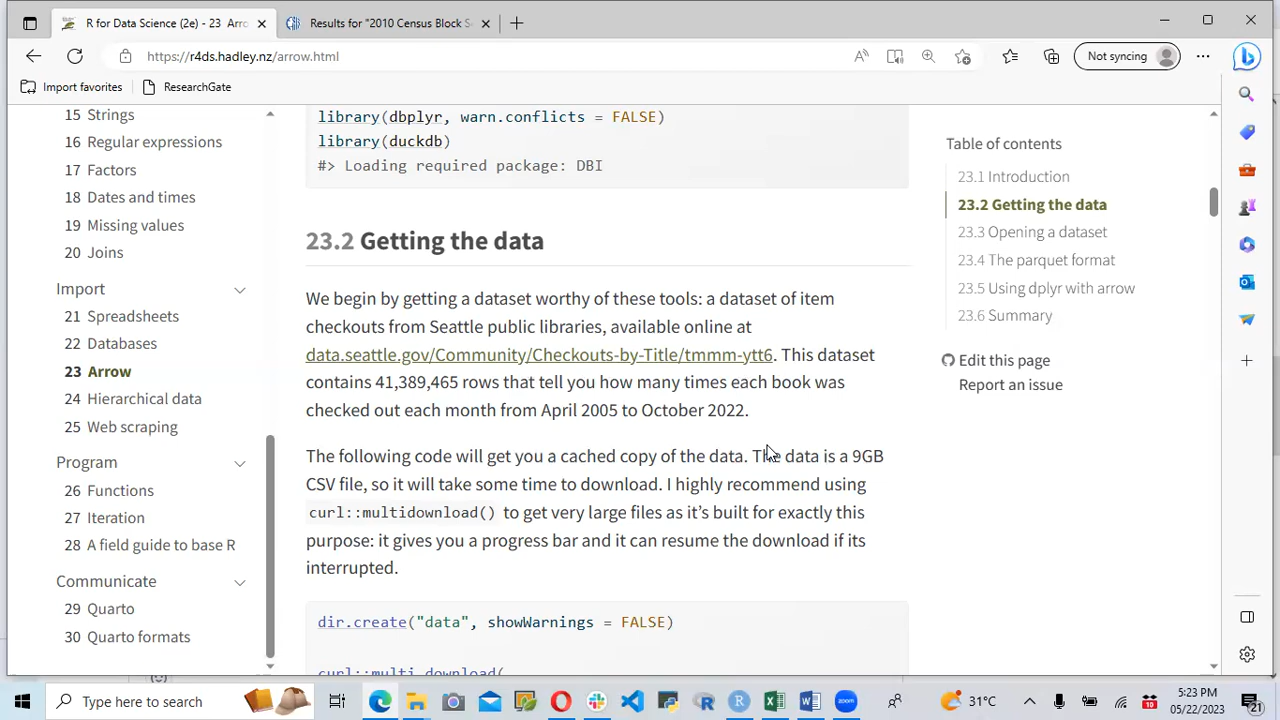 R for Data Science (2e) - 23 Arro
Results for "2010 Census Block S
https://r4ds.hadley.nz/arrow.html
Not syncing
Import favorites
ResearchGate
15 Strings
16 Regular expressions
17 Factors
18 Dates and times
19 Missing values
20 Joins
Import
21 Spreadsheets
22 Databases
23 Arrow
24 Hierarchical data
25 Web scraping
Program
26 Functions
27 Iteration
28 A field guide to base R
Communicate
29 Quarto
30 Quarto formats
library(dbplyr, warn.conflicts = FALSE)
library(duckdb)
#> Loading required package: DBI
23.2 Getting the data
We begin by getting a dataset worthy of these tools: a dataset of item
checkouts from Seattle public libraries, available online at
data.seattle.gov/Community/Checkouts-by-Title/tmmm-ytt6. This dataset
contains 41,389,465 rows that tell you how many times each book was
checked out each month from April 2005 to October 2022.
The following code will get you a cached copy of the data. The data is a 9GB
CSV file, so it will take some time to download. I highly recommend using
curl::multidownload() to get very large files as it’s built for exactly this
purpose: it gives you a progress bar and it can resume the download if its
interrupted.
dir.create("data", showWarnings = FALSE)
curl::multi_download(
Table of contents
23.1 Introduction
23.2 Getting the data
23.3 Opening a dataset
23.4 The parquet format
23.5 Using dplyr with arrow
23.6 Summary
Edit this page
Report an issue
Type here to search
31°C
10
5:23 PM
05/22/2023
21